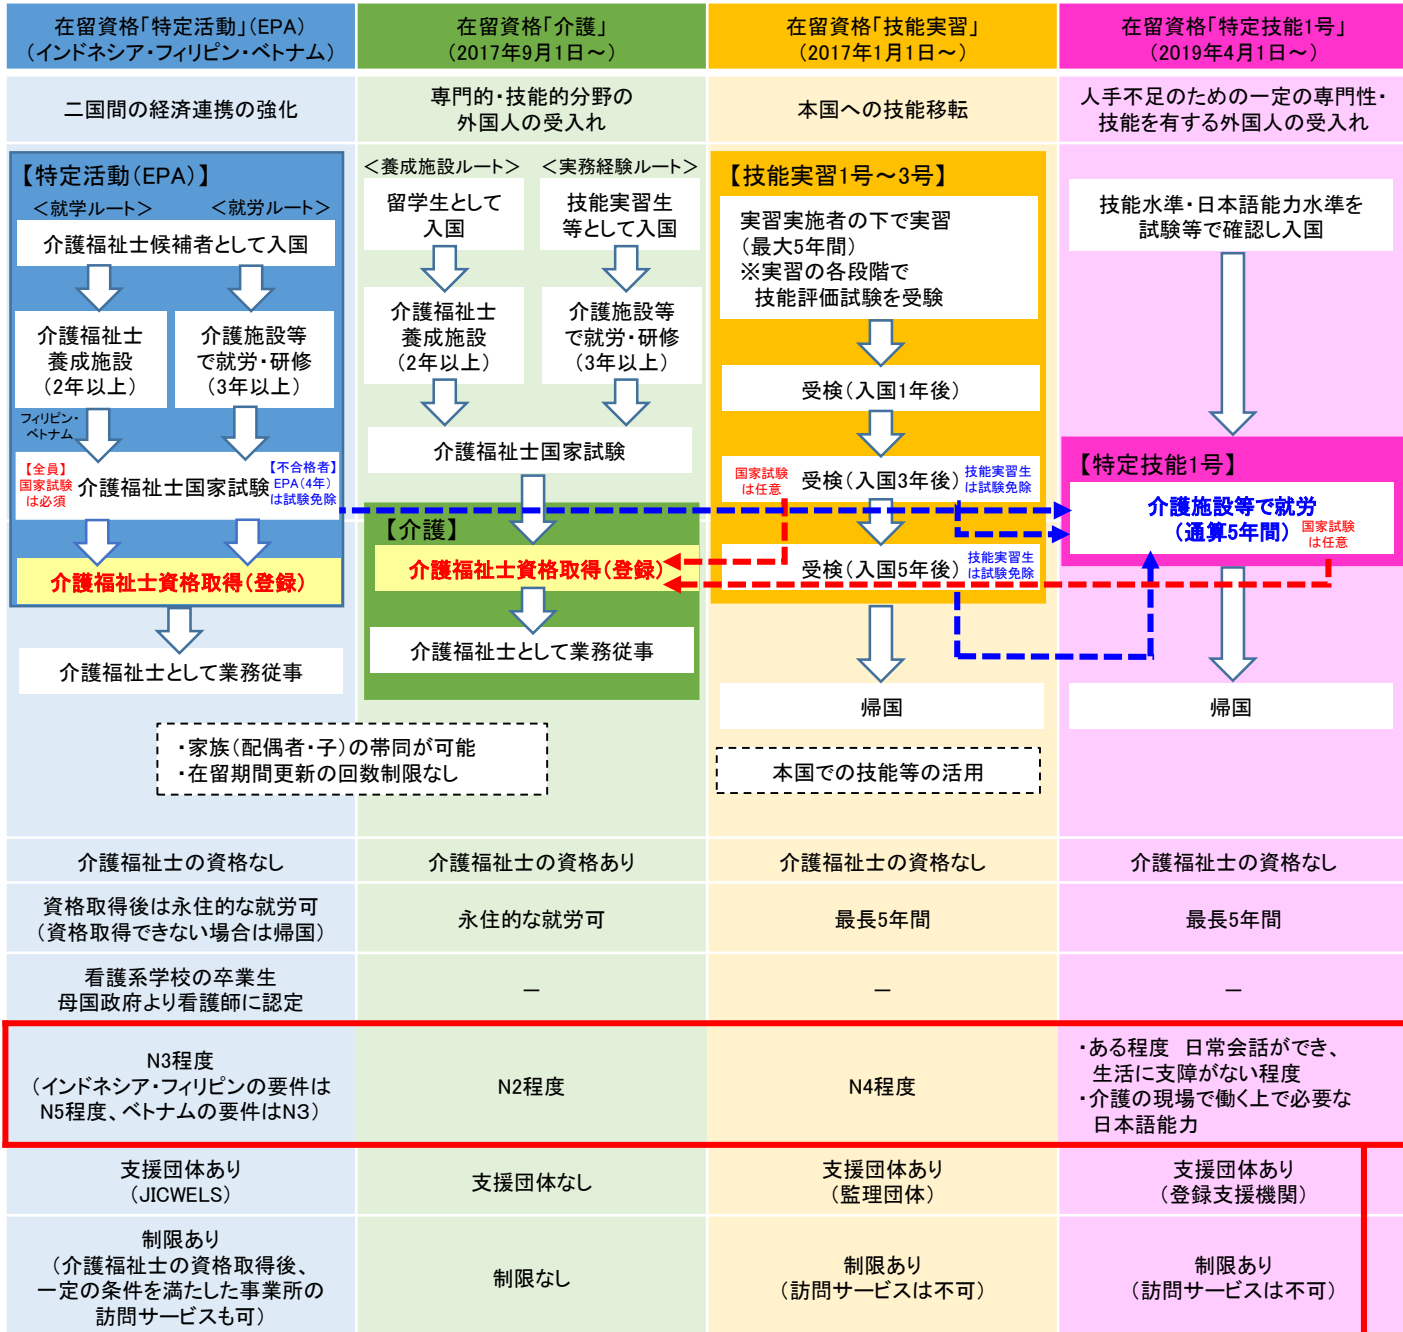 在留資格「特定活動」(EPA)
(インドネシア・フィリピン・ベトナム)
在留資格「介護」
(2017年9月1日～)
在留資格「技能実習」
(2017年1月1日～)
在留資格「特定技能1号」
(2019年4月1日～)
二国間の経済連携の強化
専門的・技能的分野の
外国人の受入れ
本国への技能移転
人手不足のための一定の専門性・
技能を有する外国人の受入れ
【特定活動(EPA)】
＜就学ルート＞
＜就労ルート＞
介護福祉士候補者として入国
介護福祉士
養成施設
(2年以上)
介護施設等
で就労・研修
(3年以上)
フィリピン・
ベトナム
【全員】
国家試験
は必須
介護福祉士国家試験
【不合格者】
EPA(4年)
は試験免除
介護福祉士資格取得(登録)
介護福祉士として業務従事
＜養成施設ルート＞
＜実務経験ルート＞
留学生として
入国
技能実習生
等として入国
介護福祉士
養成施設
(2年以上)
介護施設等
で就労・研修
(3年以上)
介護福祉士国家試験
【介護】
介護福祉士資格取得(登録)
介護福祉士として業務従事
【技能実習1号～3号】
実習実施者の下で実習
(最大5年間)
※実習の各段階で
技能評価試験を受験
受検(入国1年後)
国家試験
は任意
受検(入国3年後)
技能実習生
は試験免除
受検(入国5年後)
技能実習生
は試験免除
帰国
技能水準・日本語能力水準を
試験等で確認し入国
【特定技能1号】
介護施設等で就労
(通算5年間)
国家試験
は任意
帰国
・家族(配偶者・子)の帯同が可能
・在留期間更新の回数制限なし
本国での技能等の活用
介護福祉士の資格なし
介護福祉士の資格あり
介護福祉士の資格なし
介護福祉士の資格なし
資格取得後は永住的な就労可
(資格取得できない場合は帰国)
永住的な就労可
最長5年間
最長5年間
看護系学校の卒業生
母国政府より看護師に認定
－
－
－
N3程度
(インドネシア・フィリピンの要件は
N5程度、ベトナムの要件はN3)
N2程度
N4程度
・ある程度 日常会話ができ、
生活に支障がない程度
・介護の現場で働く上で必要な
日本語能力
支援団体あり
(JICWELS)
支援団体なし
支援団体あり
(監理団体)
支援団体あり
(登録支援機関)
制限あり
(介護福祉士の資格取得後、
一定の条件を満たした事業所の
訪問サービスも可)
制限なし
制限あり
(訪問サービスは不可)
制限あり
(訪問サービスは不可)